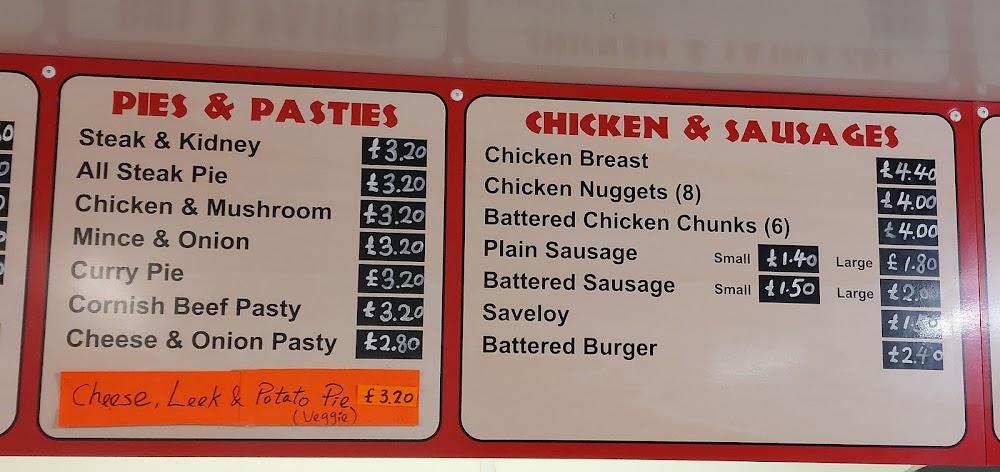 PIES & PASTIES
Steak & Kidney £3.20
All Steak Pie £3.20
Chicken & Mushroom £3.20
Mince & Onion £3.20
Curry Pie £3.20
Cornish Beef Pasty £3.20
Cheese & Onion Pasty £2.80
Cheese, Leek & Potato Pie £3.20
(Veggie)
CHICKEN & SAUSAGES
Chicken Breast £4.40
Chicken Nuggets (8) £4.00
Battered Chicken Chunks (6) £4.00
Plain Sausage Small £1.40 Large £1.80
Battered Sausage Small £1.50 Large £2.00
Saveloy
Battered Burger £2.40